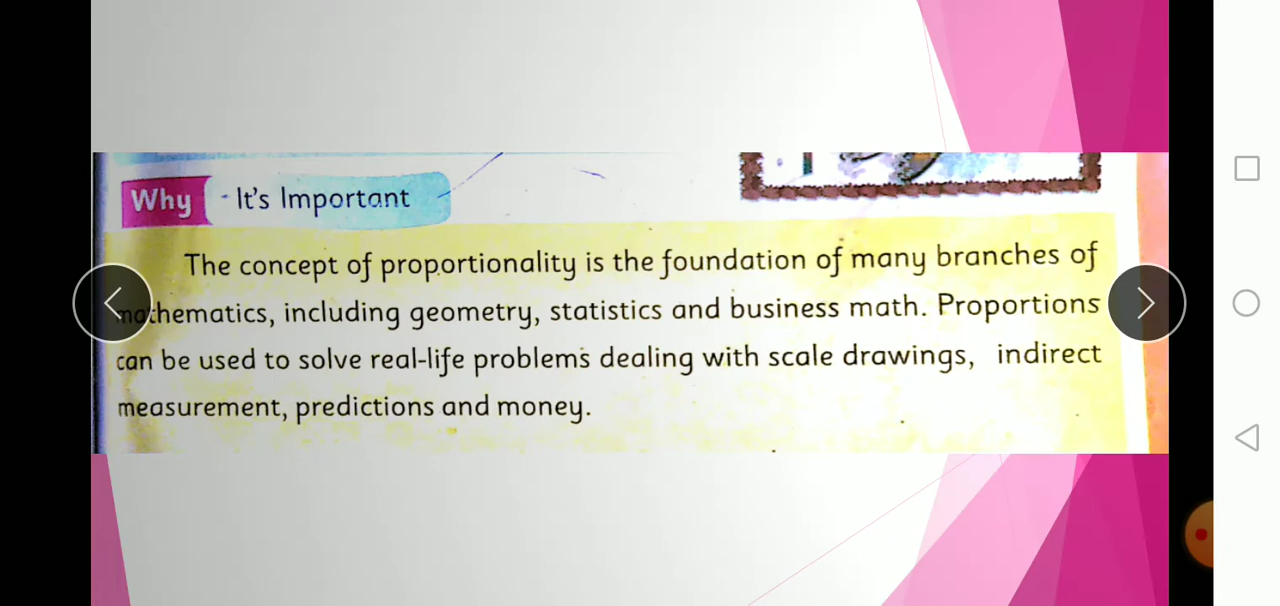 Why - It's Important
The concept of proportionality is the foundation of many branches of
mathematics, including geometry, statistics and business math. Proportions
can be used to solve real-life problems dealing with scale drawings, indirect
measurement, predictions and money.